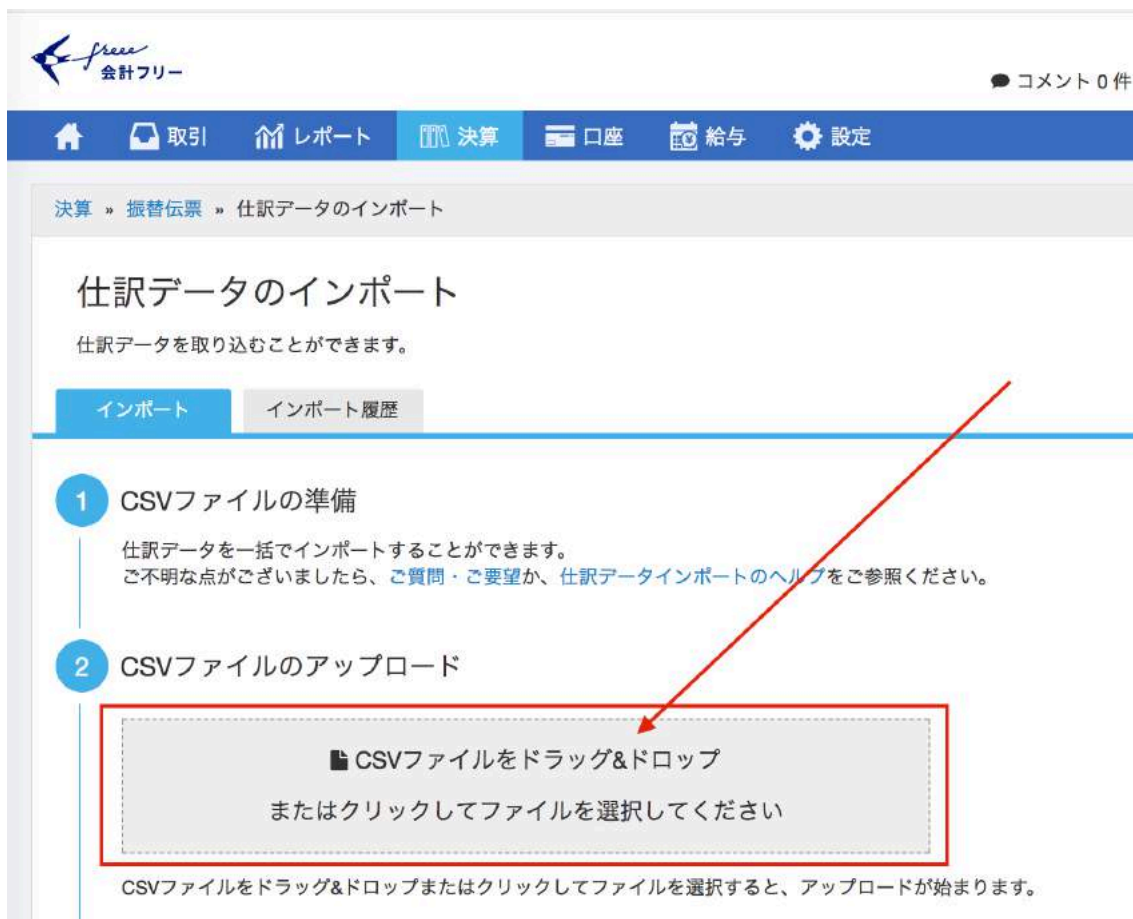 freee
会計フリー
コメント 0 件
取引 レポート 決算 口座 給与 設定
決算 » 振替伝票 » 仕訳データのインポート
仕訳データのインポート
仕訳データを取り込むことができます。
インポート インポート履歴
1 CSVファイルの準備
仕訳データを一括でインポートすることができます。
ご不明な点がございましたら、ご質問・ご要望か、仕訳データインポートのヘルプをご参照ください。
2 CSVファイルのアップロード
CSVファイルをドラッグ&ドロップ
またはクリックしてファイルを選択してください
CSVファイルをドラッグ&ドロップまたはクリックしてファイルを選択すると、アップロードが始まります。